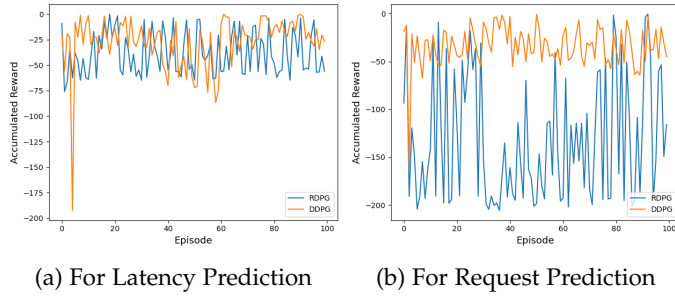 0
−25
−50
−75
−100
−125
−150
−175
−200
Accumulated Reward
0
20
40
60
80
100
Episode
RDPG
DDPG
0
−50
−100
−150
−200
Accumulated Reward
0
20
40
60
80
100
Episode
RDPG
DDPG
(a) For Latency Prediction
(b) For Request Prediction